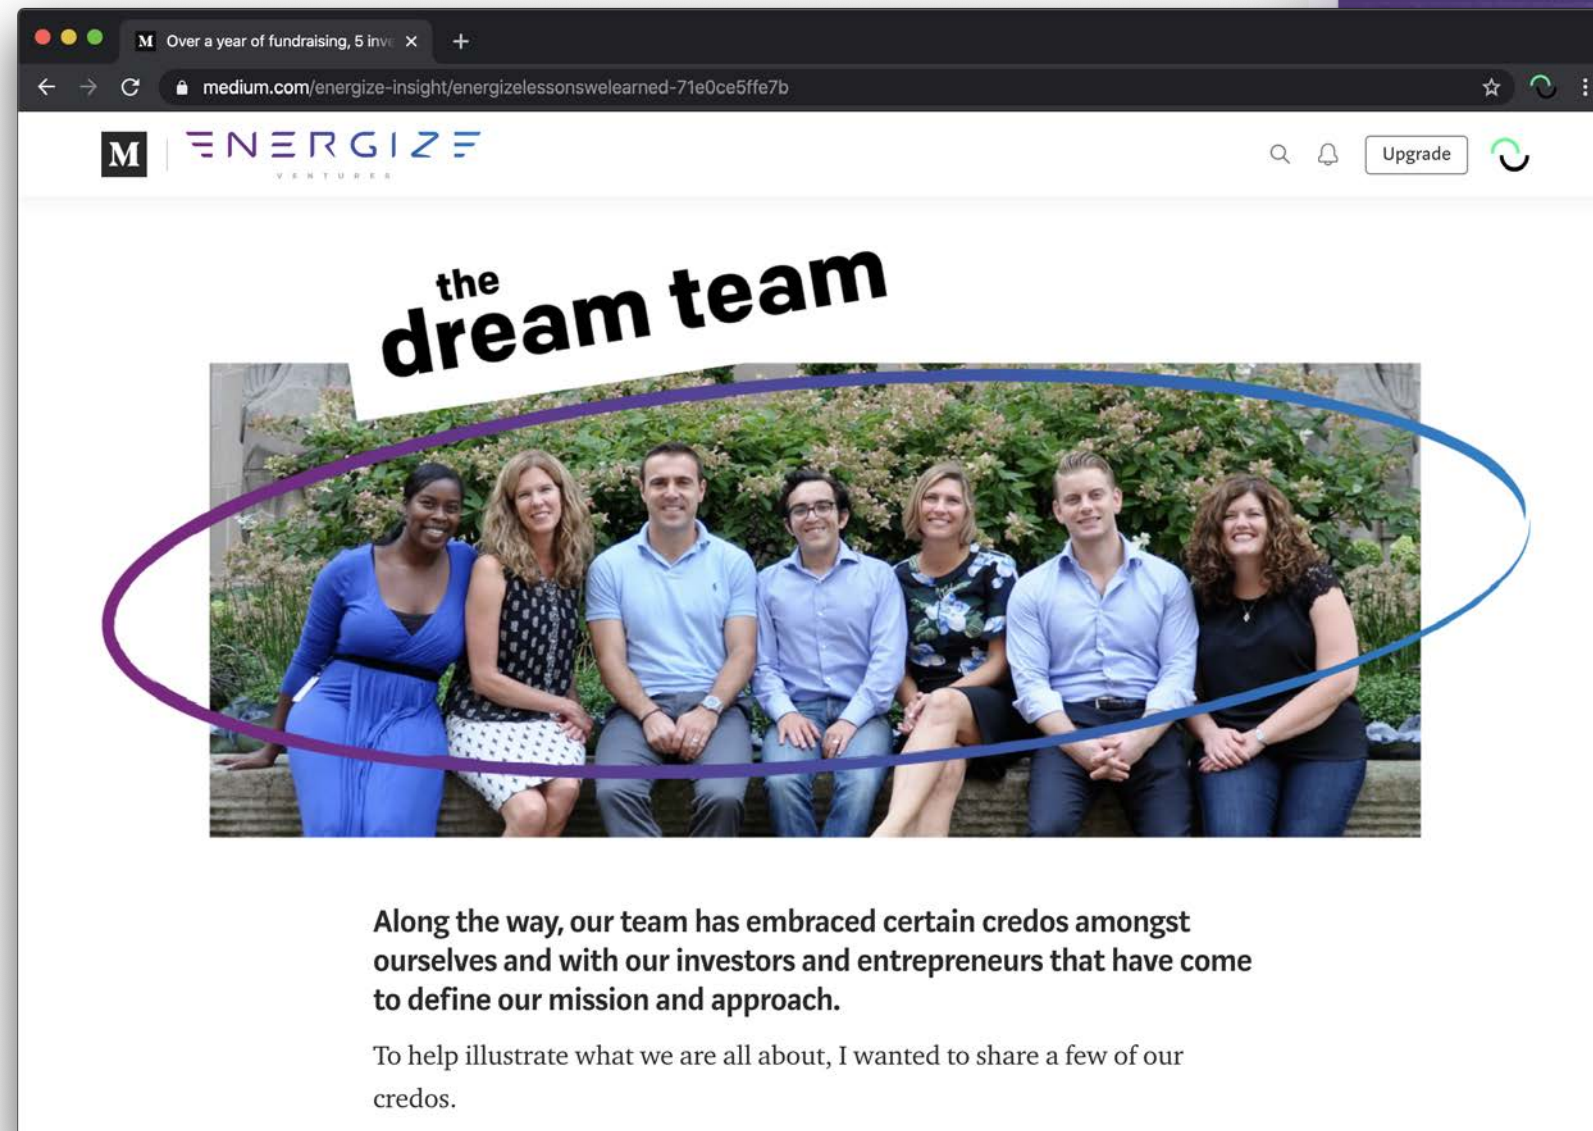 M Over a year of fundraising, 5 inve
medium.com/energize-insight/energizelessonswelearned-71e0ce5ffe7b
M ENERGIZE
VENTURES
Upgrade
the
dream team
Along the way, our team has embraced certain credos amongst
ourselves and with our investors and entrepreneurs that have come
to define our mission and approach.
To help illustrate what we are all about, I wanted to share a few of our
credos.